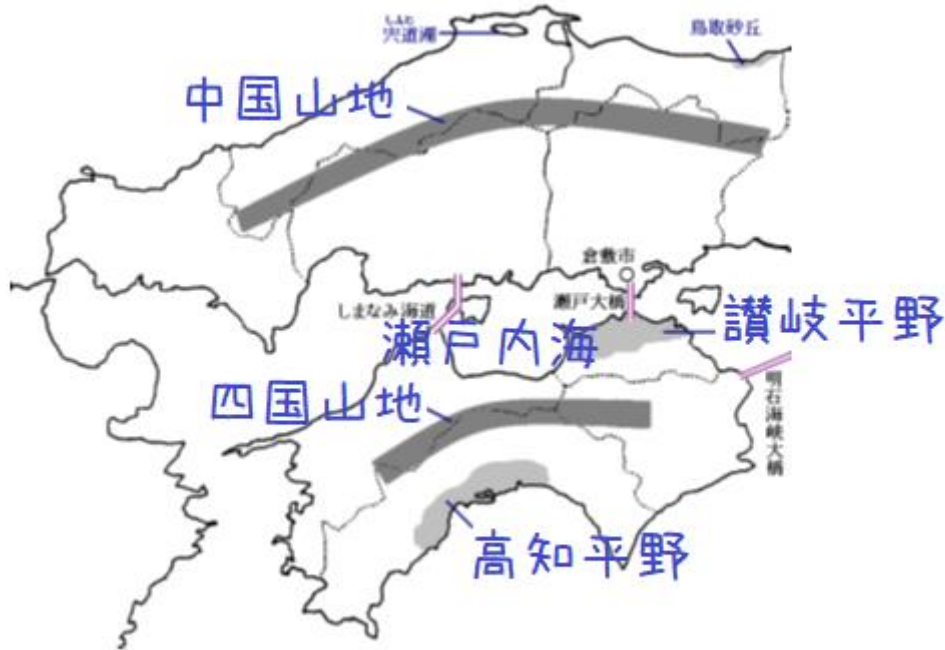 しんじ
宍道湖
鳥取砂丘
中国山地
倉敷市
しまなみ海道
瀬戸大橋
讃岐平野
瀬戸内海
四国山地
明石海峡大橋
高知平野